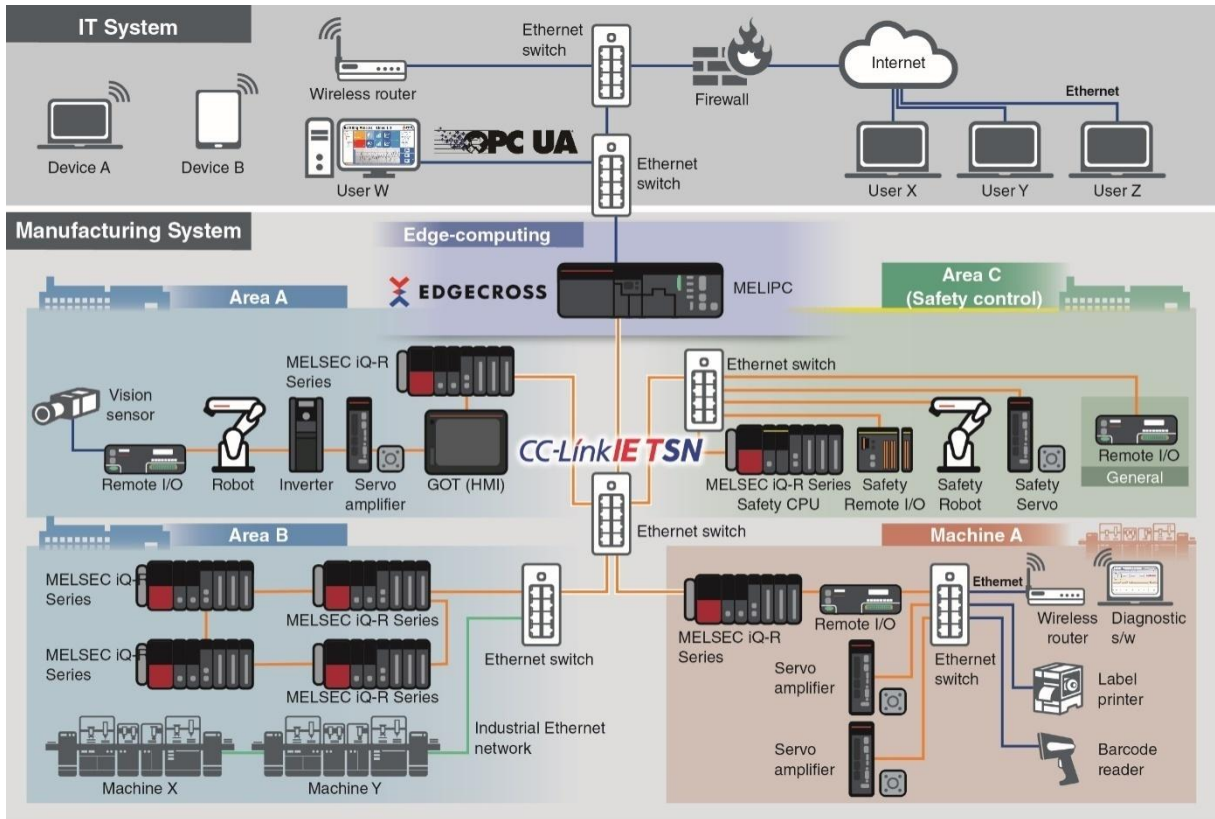 IT System
Ethernet
switch
Wireless router
Firewall
Internet
Ethernet
Device A
Device B
User W
OPC UA
Ethernet
switch
User X
User Y
User Z
Manufacturing System
Edge-computing
EDGECROSS
MELIPC
Area A
Area C
(Safety control)
MELSEC iQ-R
Series
Ethernet switch
Vision
sensor
CC-Link IE TSN
Remote I/O
Robot
Inverter
Servo
amplifier
GOT (HMI)
MELSEC iQ-R Series
Safety CPU
Safety
Remote I/O
Safety
Robot
Safety
Servo
Remote I/O
General
Ethernet switch
Area B
Machine A
MELSEC iQ-R
Series
MELSEC iQ-R Series
MELSEC iQ-R
Series
MELSEC iQ-R Series
Ethernet switch
Industrial Ethernet
network
Machine X
Machine Y
MELSEC iQ-R
Series
Remote I/O
Ethernet
Wireless
router
Diagnostic
s/w
Servo
amplifier
Ethernet
switch
Label
printer
Servo
amplifier
Barcode
reader